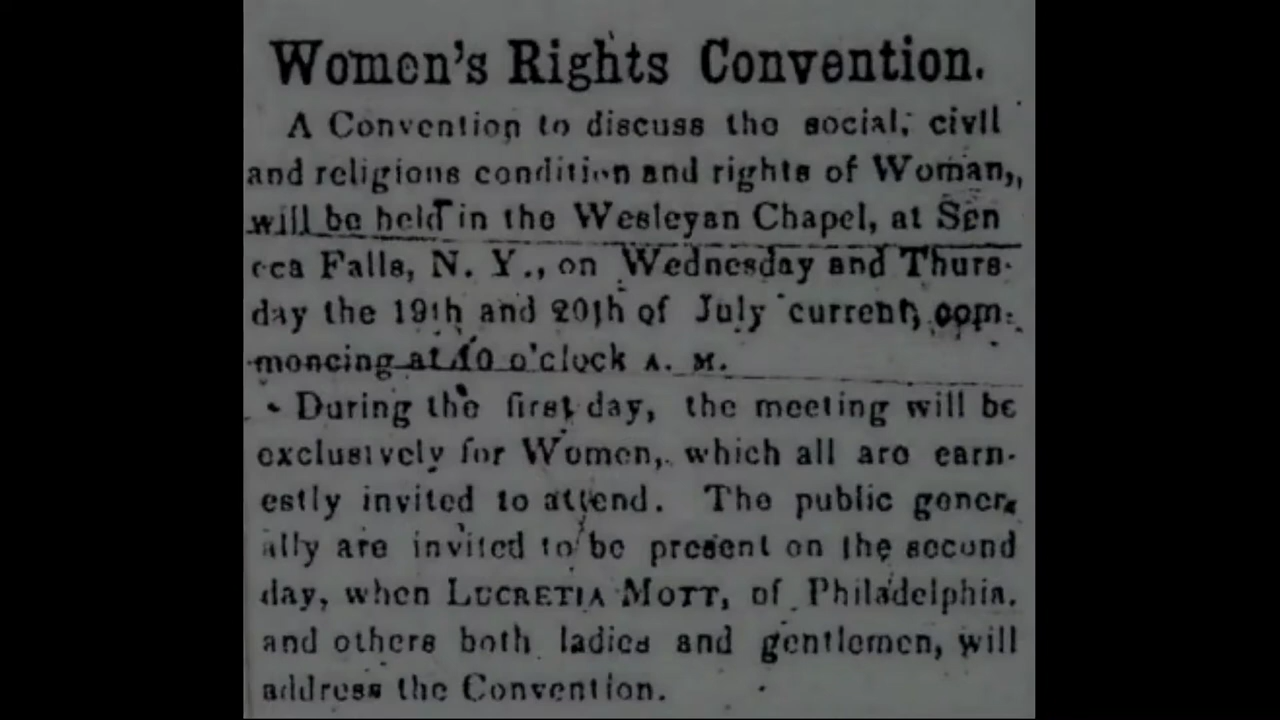 Women's Rights Convention.
A Convention to discuss the social, civil
and religious condition and rights of Woman,
will be held in the Wesleyan Chapel, at Sen
eca Falls, N. Y., on Wednesday and Thurs-
day the 19th and 20th of July current, com-
mencing at 10 o'clock A. M.
During the first day, the meeting will be
exclusively for Women, which all are earn-
estly invited to attend. The public gener-
ally are invited to be present on the second
day, when LUCRETIA MOTT, of Philadelphia,
and others both ladies and gentlemen, will
address the Convention.